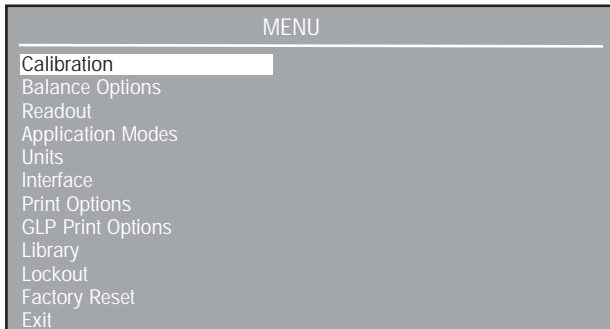 MENU
Calibration
Balance Options
Readout
Application Modes
Units
Interface
Print Options
GLP Print Options
Library
Lockout
Factory Reset
Exit